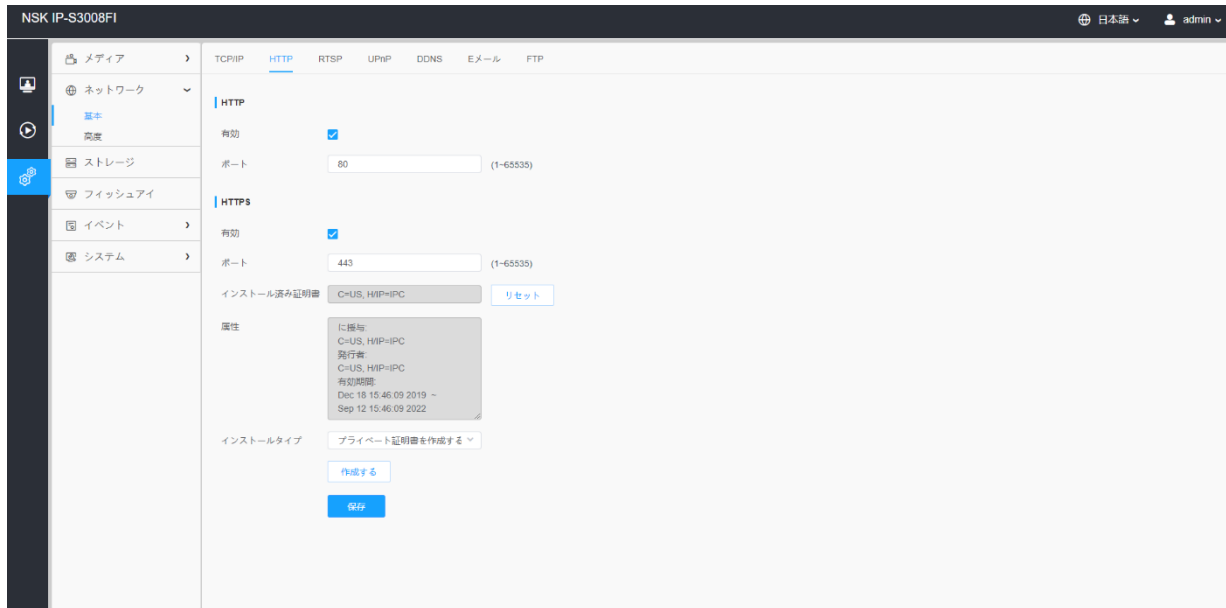 NSK IP-S3008FI
日本語
admin
メディア
ネットワーク
基本
高度
ストレージ
フィッシュアイ
イベント
システム
TCP/IP HTTP RTSP UPnP DDNS Eメール FTP
HTTP
有効
ポート 80 (1~65535)
HTTPS
有効
ポート 443 (1~65535)
インストール済み証明書 C=US, H/IP=IPC リセット
属性
に授与:
C=US, H/IP=IPC
発行者:
C=US, H/IP=IPC
有効期間:
Dec 18 15:46:09 2019 ~
Sep 12 15:46:09 2022
インストールタイプ プライベート証明書を作成する
作成する
保存